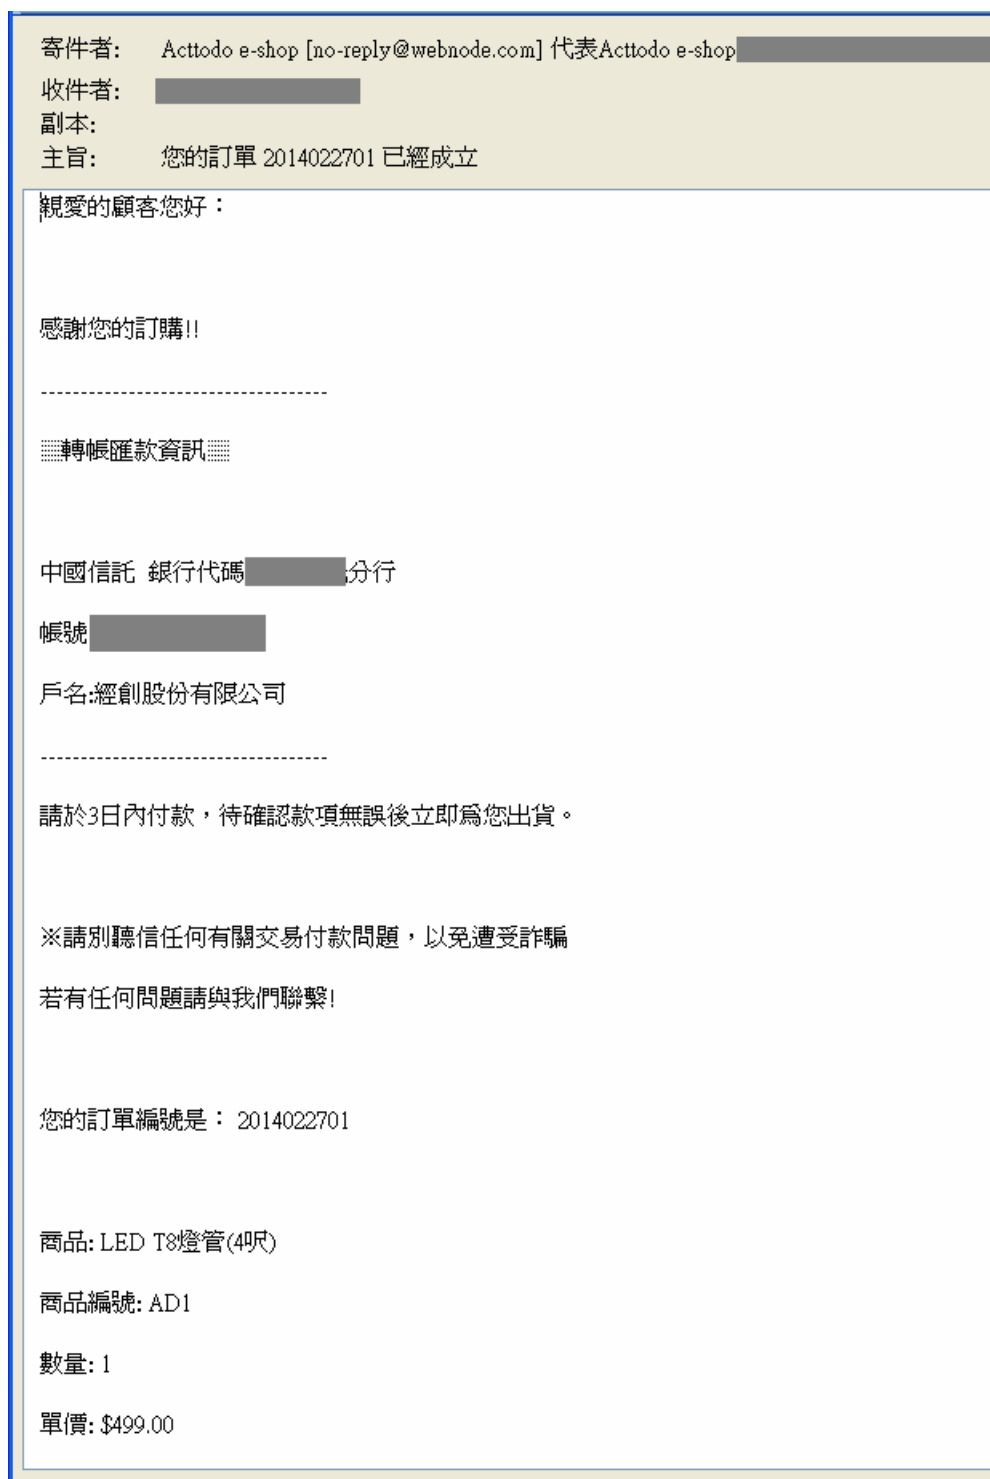 寄件者: Acttodo e-shop [no-reply@webnode.com] 代表Acttodo e-shop
收件者:
副本:
主旨: 您的訂單 2014022701 已經成立
親愛的顧客您好：
感謝您的訂購!!
-----------------------------------
▒轉帳匯款資訊▒
中國信託 銀行代碼 分行
帳號
戶名:經創股份有限公司
-----------------------------------
請於3日內付款，待確認款項無誤後立即為您出貨。
※請別聽信任何有關交易付款問題，以免遭受詐騙
若有任何問題請與我們聯繫!
您的訂單編號是： 2014022701
商品: LED T8燈管(4呎)
商品編號: AD1
數量: 1
單價: $499.00